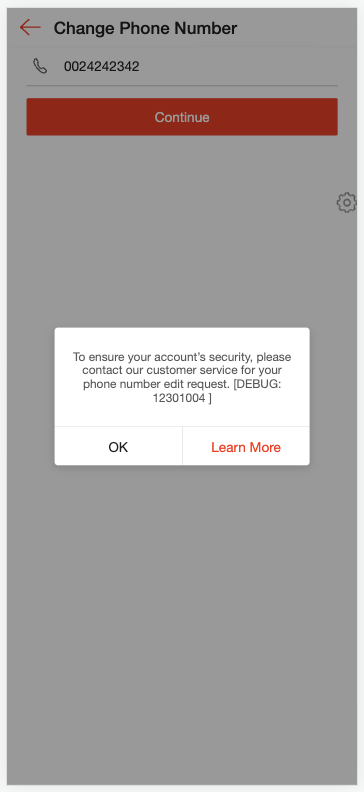 Change Phone Number
0024242342
Continue
To ensure your account's security, please
contact our customer service for your
phone number edit request. [DEBUG:
12301004 ]
OK
Learn More